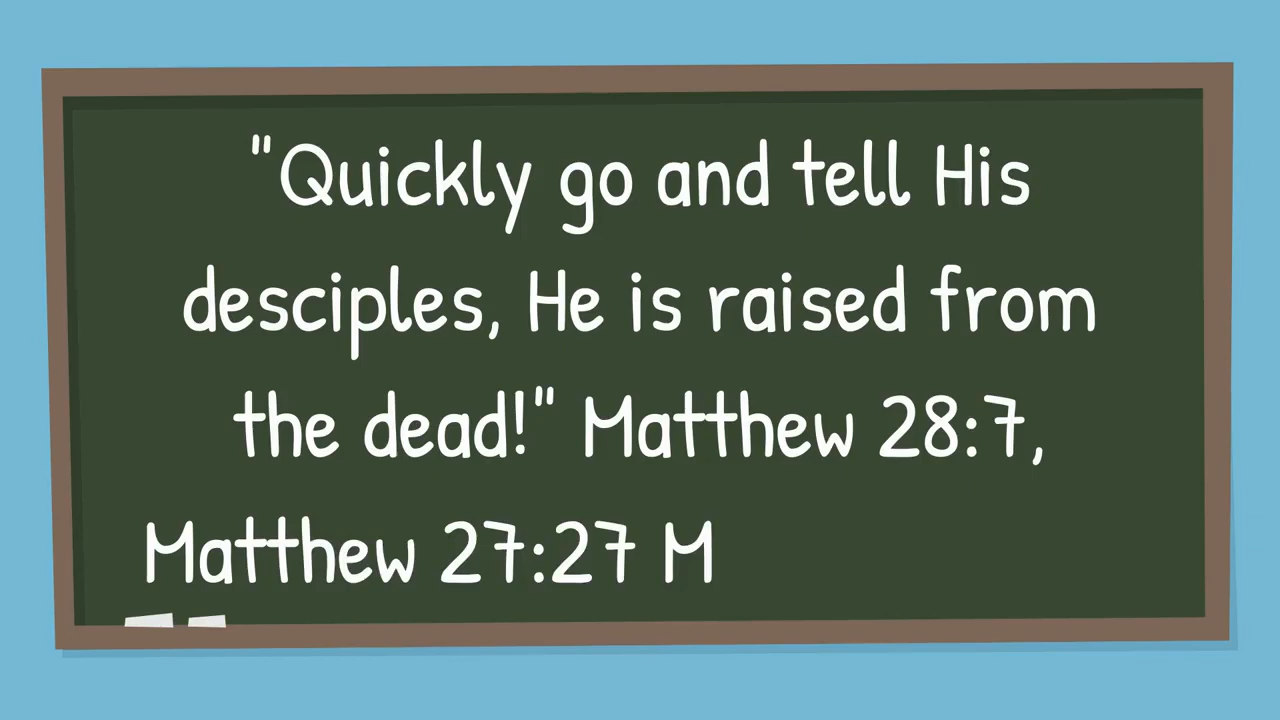 "Quickly go and tell His
desciples, He is raised from
the dead!" Matthew 28:7,
Matthew 27:27 M